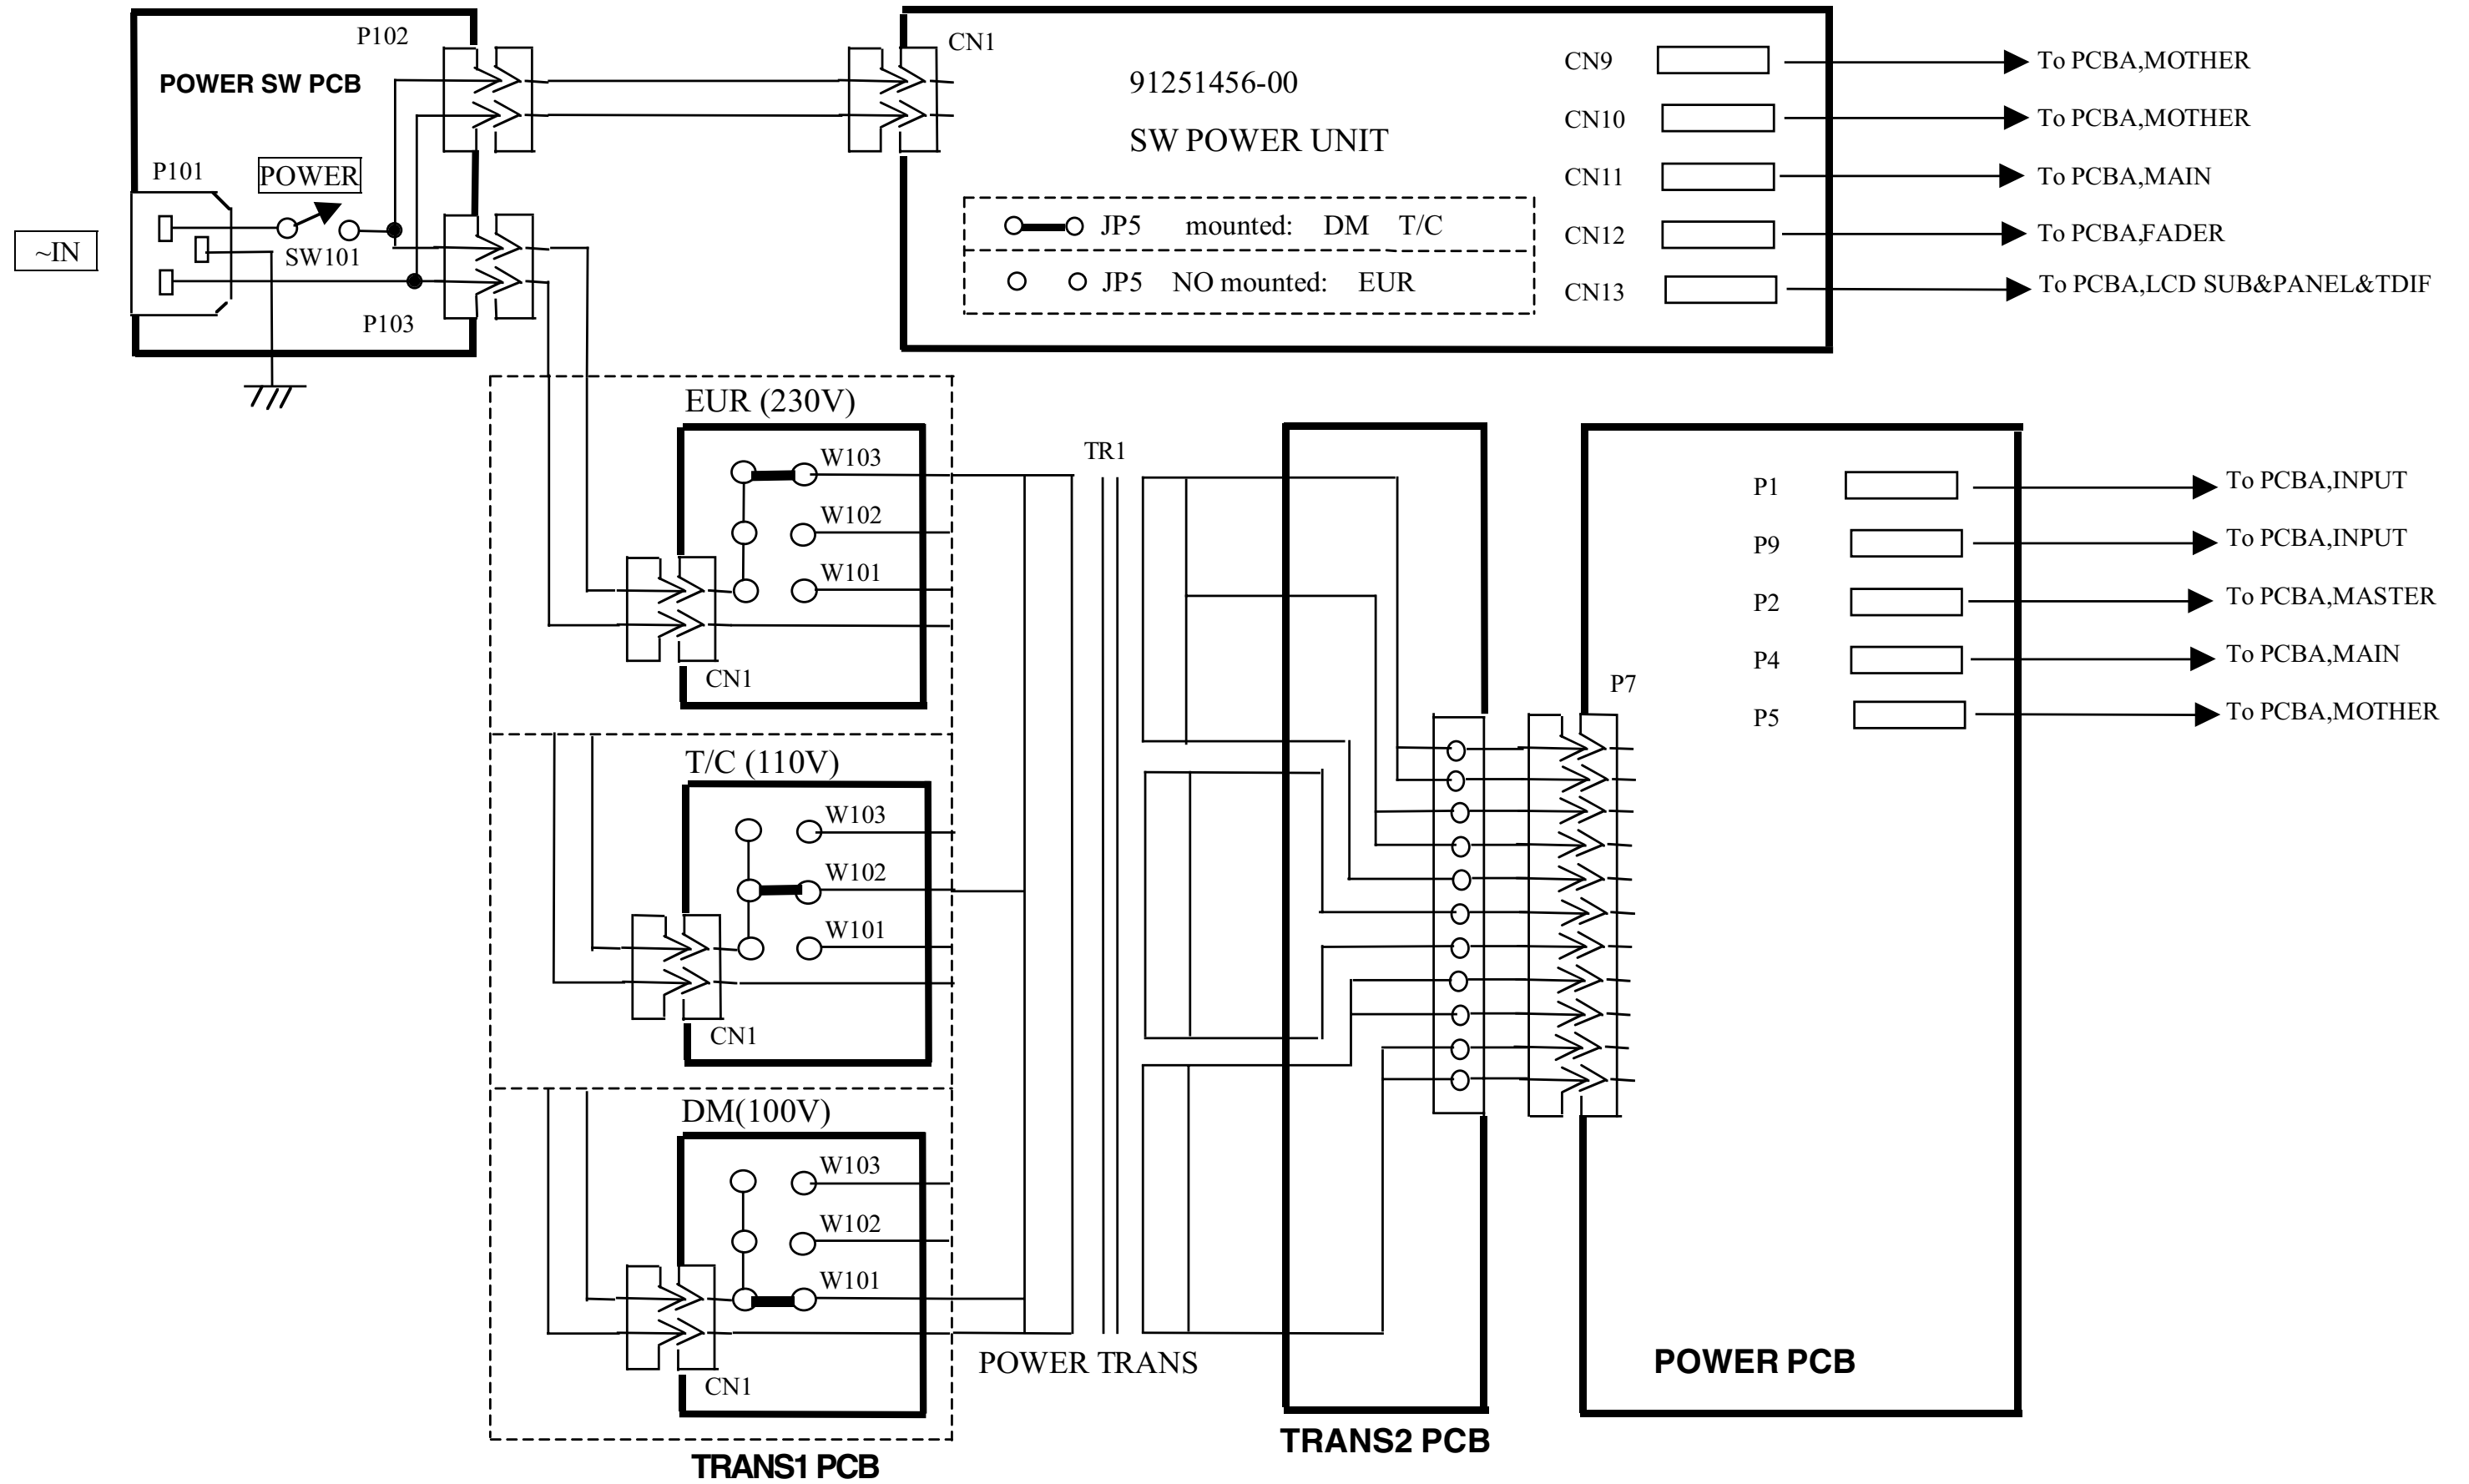 P102
POWER SW PCB
P101
POWER
~IN
SW101
P103
CN1
91251456-00
SW POWER UNIT
JP5 mounted: DM T/C
JP5 NO mounted: EUR
CN9 To PCBA,MOTHER
CN10 To PCBA,MOTHER
CN11 To PCBA,MAIN
CN12 To PCBA,FADER
CN13 To PCBA,LCD SUB&PANEL&TDIF
EUR (230V)
W103
W102
W101
CN1
T/C (110V)
W103
W102
W101
CN1
DM(100V)
W103
W102
W101
CN1
TRANS1 PCB
TR1
POWER TRANS
TRANS2 PCB
P7
P1 To PCBA,INPUT
P9 To PCBA,INPUT
P2 To PCBA,MASTER
P4 To PCBA,MAIN
P5 To PCBA,MOTHER
POWER PCB